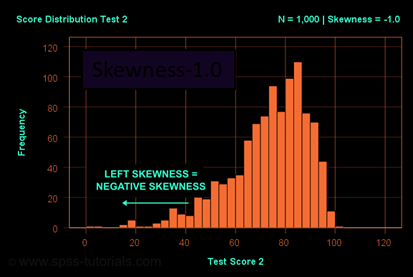 Score Distribution Test 2
N = 1,000 | Skewness = -1.0
Skewness-1.0
120
100
80
60
40
20
0
Frequency
LEFT SKEWNESS =
NEGATIVE SKEWNESS
0 20 40 60 80 100 120
Test Score 2
© www.spss-tutorials.com